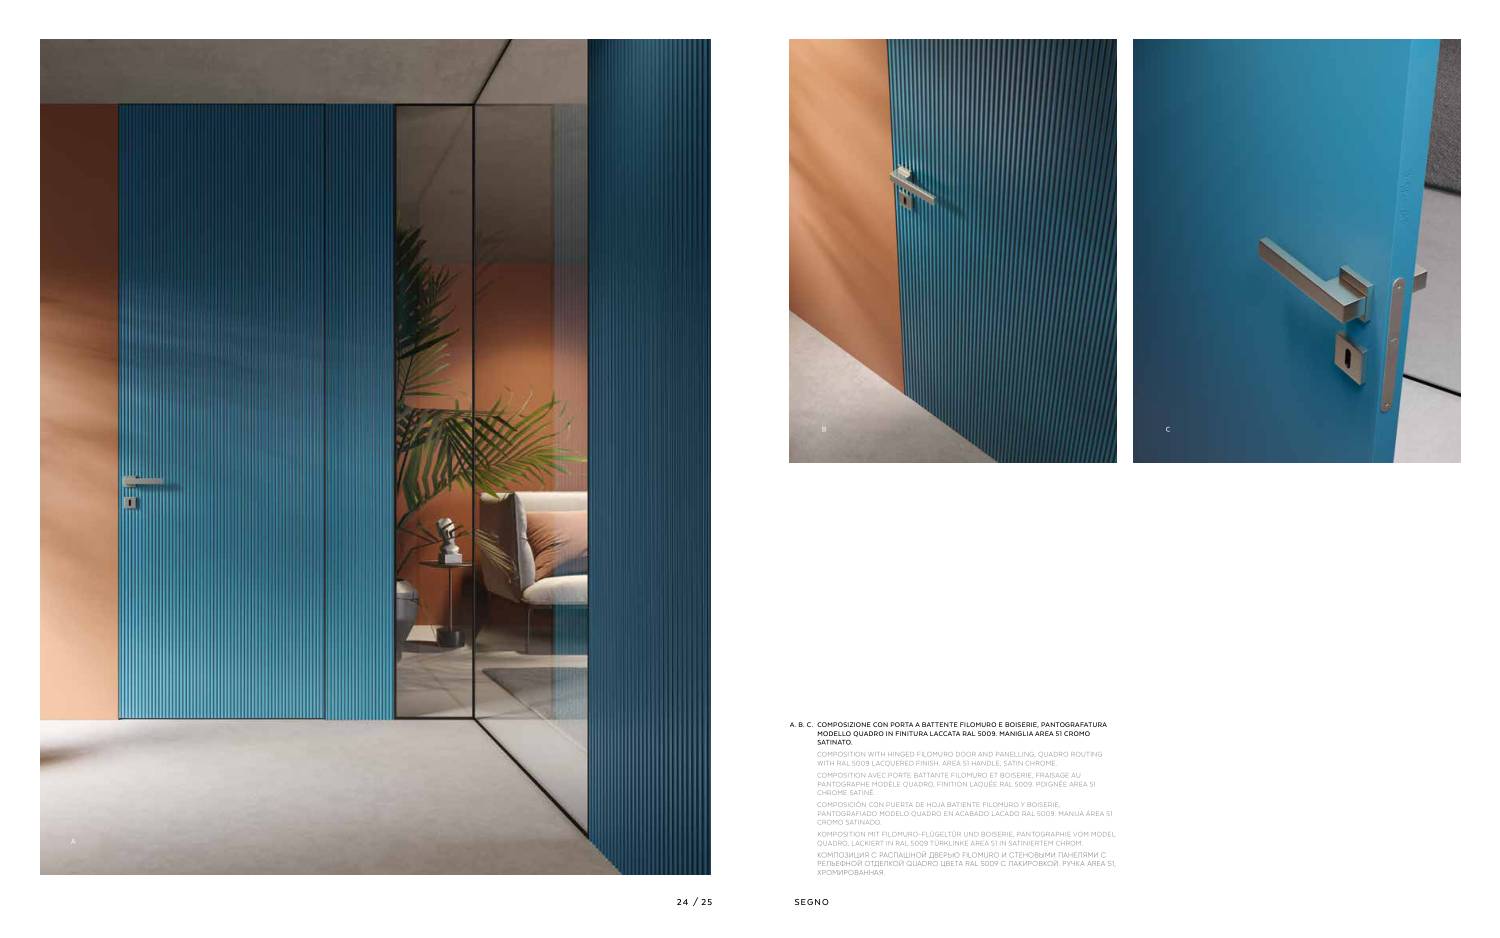 A
B
C
A. B. C. COMPOSIZIONE CON PORTA A BATTENTE FILOMURO E BOISERIE, PANTOGRAFATURA
MODELLO QUADRO IN FINITURA LACCATA RAL 5009. MANIGLIA AREA 51 CROMO
SATINATO.
COMPOSITION WITH HINGED FILOMURO DOOR AND PANELLING, QUADRO ROUTING
WITH RAL 5009 LACQUERED FINISH. AREA 51 HANDLE, SATIN CHROME.
COMPOSITION AVEC PORTE BATTANTE FILOMURO ET BOISERIE, FRAISAGE AU
PANTOGRAPHE MODÈLE QUADRO, FINITION LAQUÉE RAL 5009. POIGNÉE AREA 51
CHROME SATINÉ.
COMPOSICIÓN CON PUERTA DE HOJA BATIENTE FILOMURO Y BOISERIE,
PANTOGRAFIADO MODELO QUADRO EN ACABADO LACADO RAL 5009. MANIJA ÁREA 51
CROMO SATINADO.
KOMPOSITION MIT FILOMURO-FLÜGELTÜR UND BOISERIE, PANTOGRAPHIE VOM MODEL
QUADRO, LACKIERT IN RAL 5009 TÜRKLINKE AREA 51 IN SATINIERTEM CHROM.
КОМПОЗИЦИЯ С РАСПАШНОЙ ДВЕРЬЮ FILOMURO И СТЕНОВЫМИ ПАНЕЛЯМИ С
РЕЛЬЕФНОЙ ОТДЕЛКОЙ QUADRO ЦВЕТА RAL 5009 С ЛАКИРОВКОЙ. РУЧКА AREA 51,
ХРОМИРОВАННАЯ.
24 / 25
SEGNO